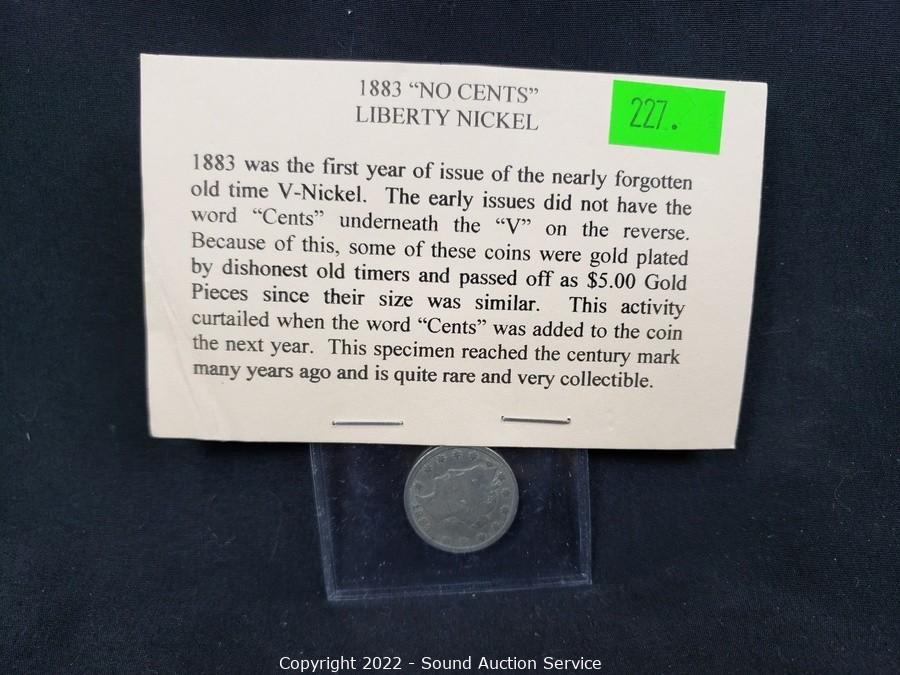 1883 “NO CENTS”
LIBERTY NICKEL
227.
1883 was the first year of issue of the nearly forgotten
old time V-Nickel. The early issues did not have the
word “Cents” underneath the “V” on the reverse.
Because of this, some of these coins were gold plated
by dishonest old timers and passed off as $5.00 Gold
Pieces since their size was similar. This activity
curtailed when the word “Cents” was added to the coin
the next year. This specimen reached the century mark
many years ago and is quite rare and very collectible.
Copyright 2022 - Sound Auction Service